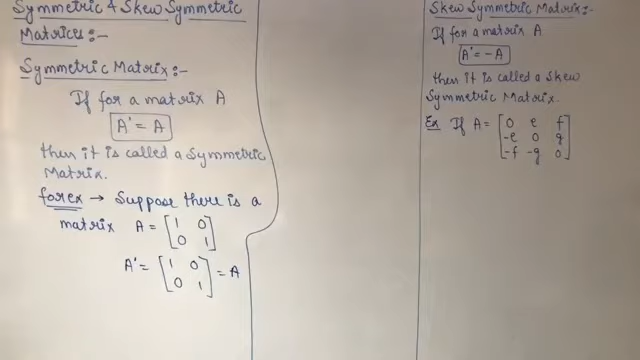 Symmetric & Skew Symmetric
Matrices:-
Symmetric Matrix:-
If for a matrix A
A' = A
then it is called a Symmetric
Matrix.
forex → Suppose there is a
matrix A = [1 0
0 1]
A' = [1 0
0 1] = A
Skew Symmetric Matrix:-
If for a matrix A
A' = -A
then it is called a Skew
Symmetric Matrix.
Ex If A = [0 e f
-e 0 g
-f -g 0]